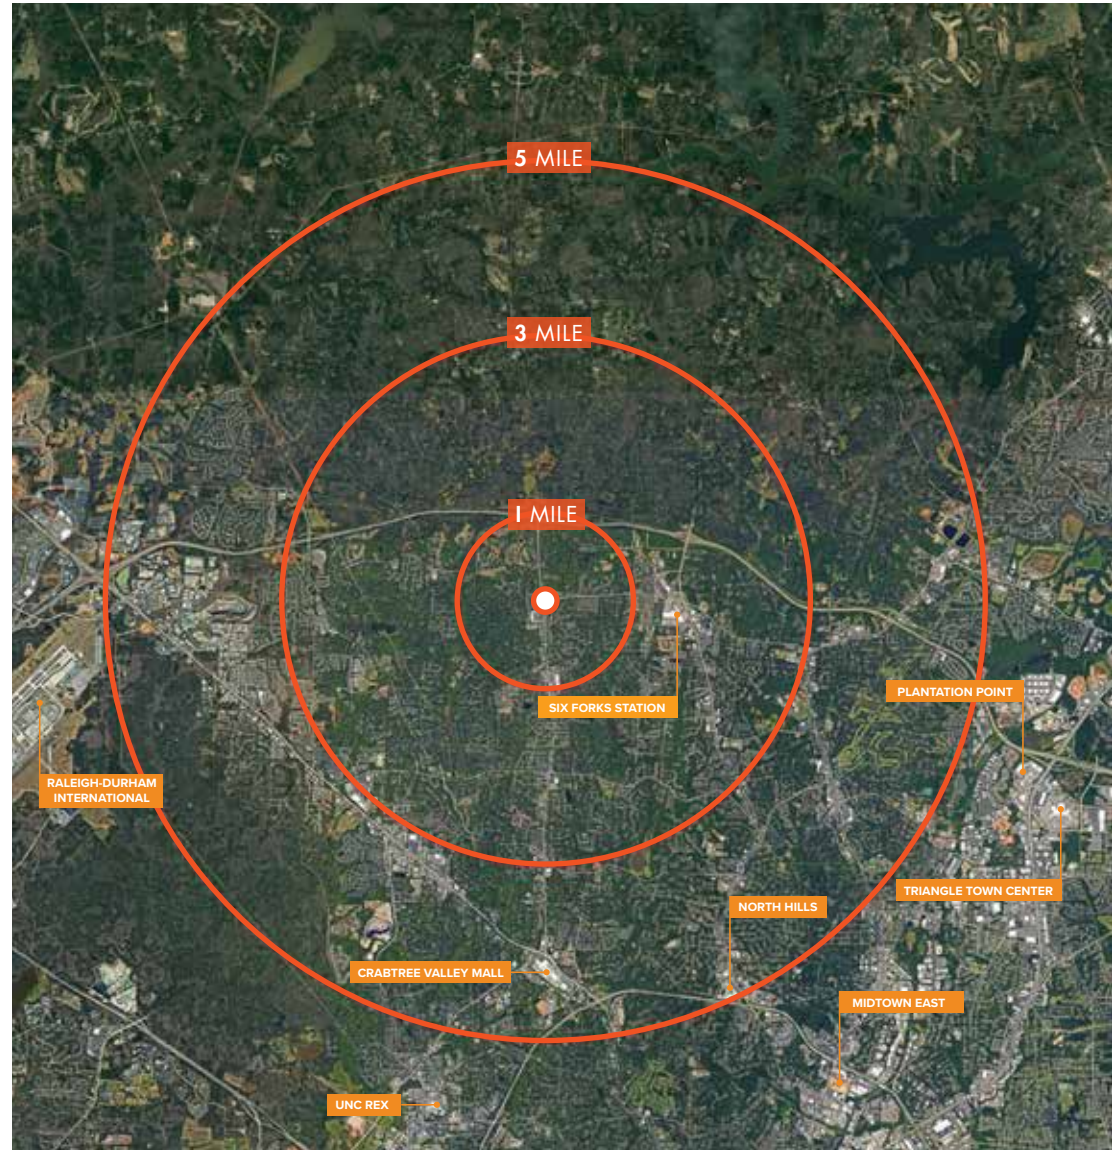 5 MILE
3 MILE
1 MILE
SIX FORKS STATION
PLANTATION POINT
RALEIGH-DURHAM
INTERNATIONAL
TRIANGLE TOWN CENTER
NORTH HILLS
CRABTREE VALLEY MALL
MIDTOWN EAST
UNC REX